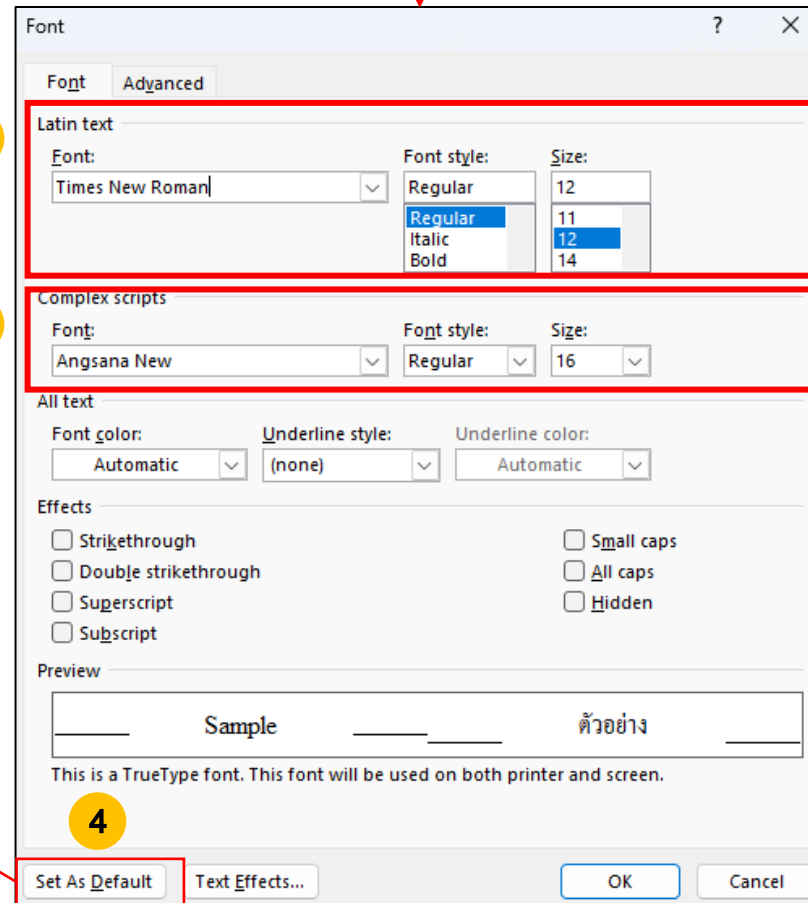 Font ?
Font Advanced
Latin text
Font: Font style: Size:
Times New Roman Regular 12
Regular 11
Italic 12
Bold 14
Complex scripts
Font: Font style: Size:
Angsana New Regular 16
All text
Font color: Underline style: Underline color:
Automatic (none) Automatic
Effects
Strikethrough Small caps
Double strikethrough All caps
Superscript Hidden
Subscript
Preview
Sample ตัวอย่าง
This is a TrueType font. This font will be used on both printer and screen.
4
Set As Default Text Effects... OK Cancel